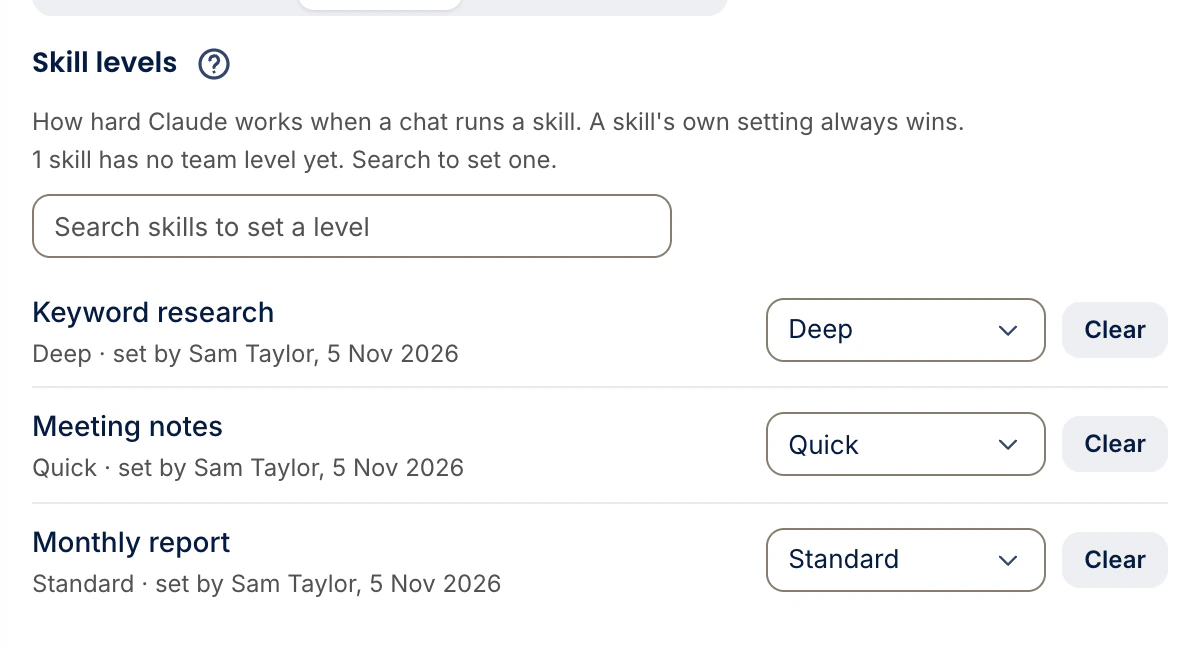 Skill levels ?
How hard Claude works when a chat runs a skill. A skill's own setting always wins.
1 skill has no team level yet. Search to set one.
Search skills to set a level
Keyword research
Deep · set by Sam Taylor, 5 Nov 2026
Deep
Clear
Meeting notes
Quick · set by Sam Taylor, 5 Nov 2026
Quick
Clear
Monthly report
Standard · set by Sam Taylor, 5 Nov 2026
Standard
Clear